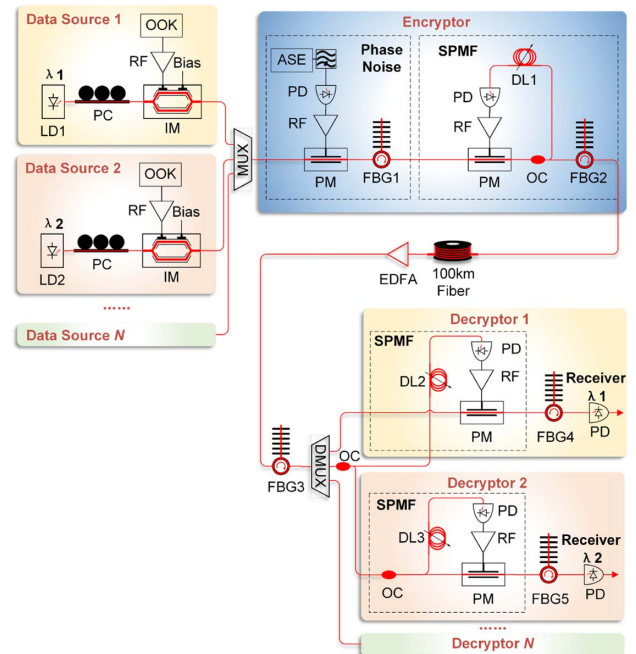 Data Source 1
OOK
λ 1
RF
Bias
LD1
PC
IM
Data Source 2
OOK
λ 2
RF
Bias
LD2
PC
IM
......
Data Source N
MUX
Encryptor
ASE
Phase
Noise
PD
RF
PM
FBG1
SPMF
DL1
PD
RF
PM
OC
FBG2
EDFA
100km
Fiber
Decryptor 1
SPMF
PD
DL2
RF
Receiver
λ 1
PM
FBG4
PD
FBG3
DMUX
OC
Decryptor 2
SPMF
PD
DL3
RF
Receiver
λ 2
OC
PM
FBG5
PD
......
Decryptor N